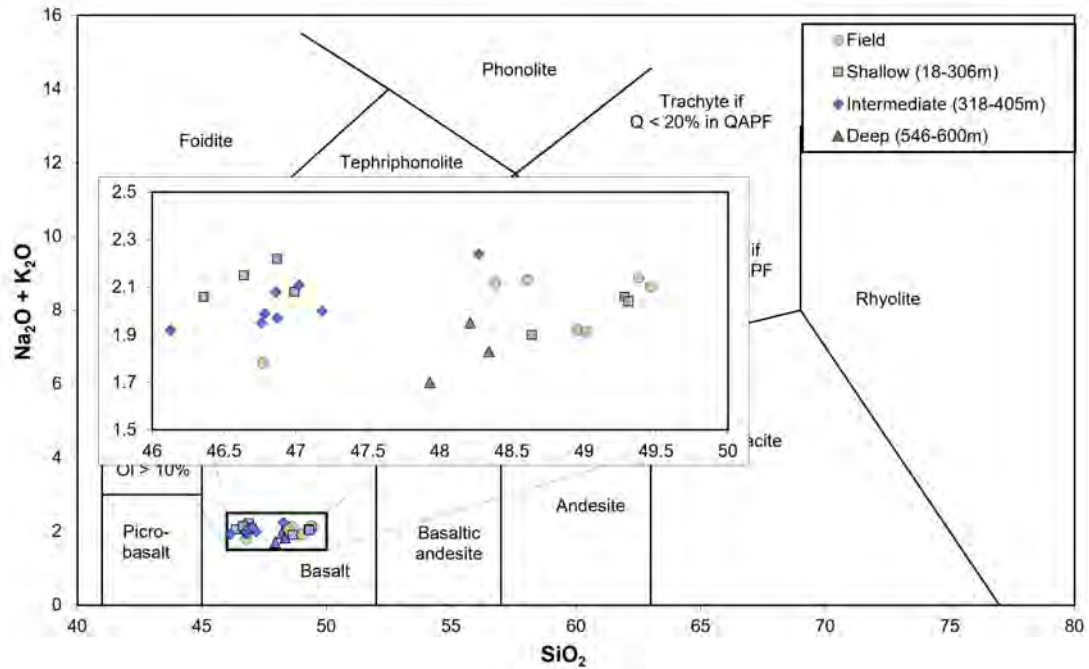 16
14
12
10
8
6
4
2
0
Na₂O + K₂O
40
45
50
55
60
65
70
75
80
SiO₂
Field
Shallow (18-306m)
Intermediate (318-405m)
Deep (546-600m)
Phonolite
Trachyte if
Q < 20% in QAPF
Foidite
Tephriphonolite
2.5
2.3
2.1
1.9
1.7
1.5
46
46.5
47
47.5
48
48.5
49
49.5
50
if
PF
Rhyolite
acite
Ol > 10%
Picro-
basalt
Basalt
Basaltic
andesite
Andesite